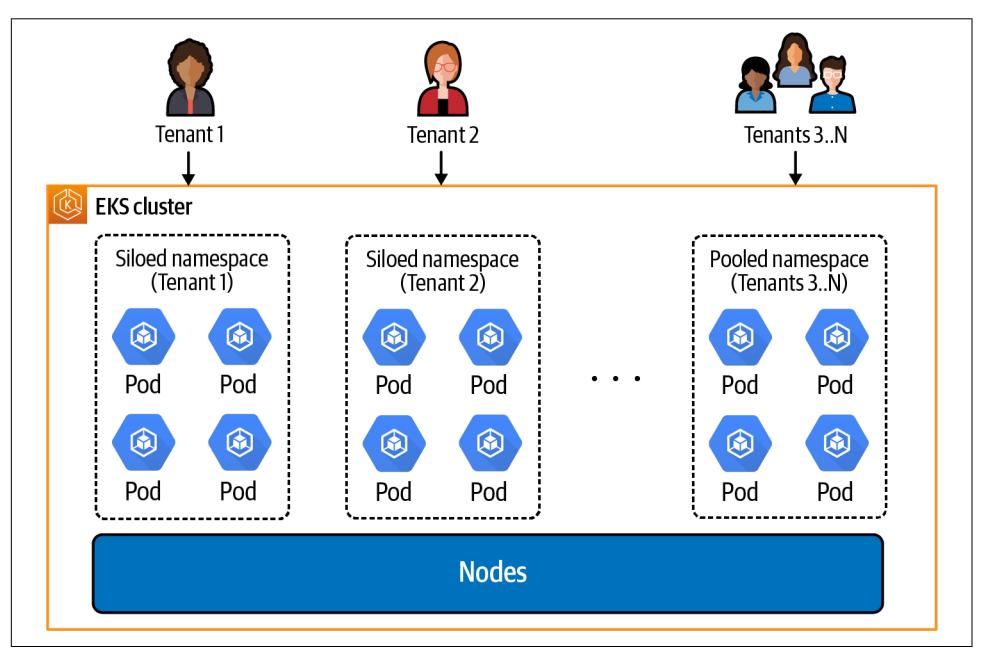 Tenant 1
Tenant 2
Tenants 3..N
K
EKS cluster
Siloed namespace
(Tenant 1)
Pod
Pod
Pod
Pod
Siloed namespace
(Tenant 2)
Pod
Pod
Pod
Pod
. . .
Pooled namespace
(Tenants 3..N)
Pod
Pod
Pod
Pod
Nodes